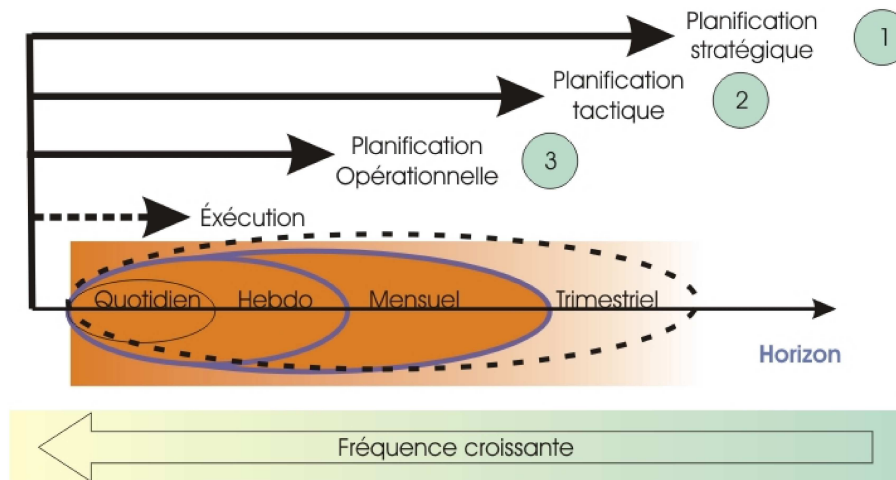 Planification
stratégique
1
Planification
tactique
2
Planification
Opérationnelle
3
Éxécution
Quotidien
Hebdo
Mensuel
Trimestriel
Horizon
Fréquence croissante